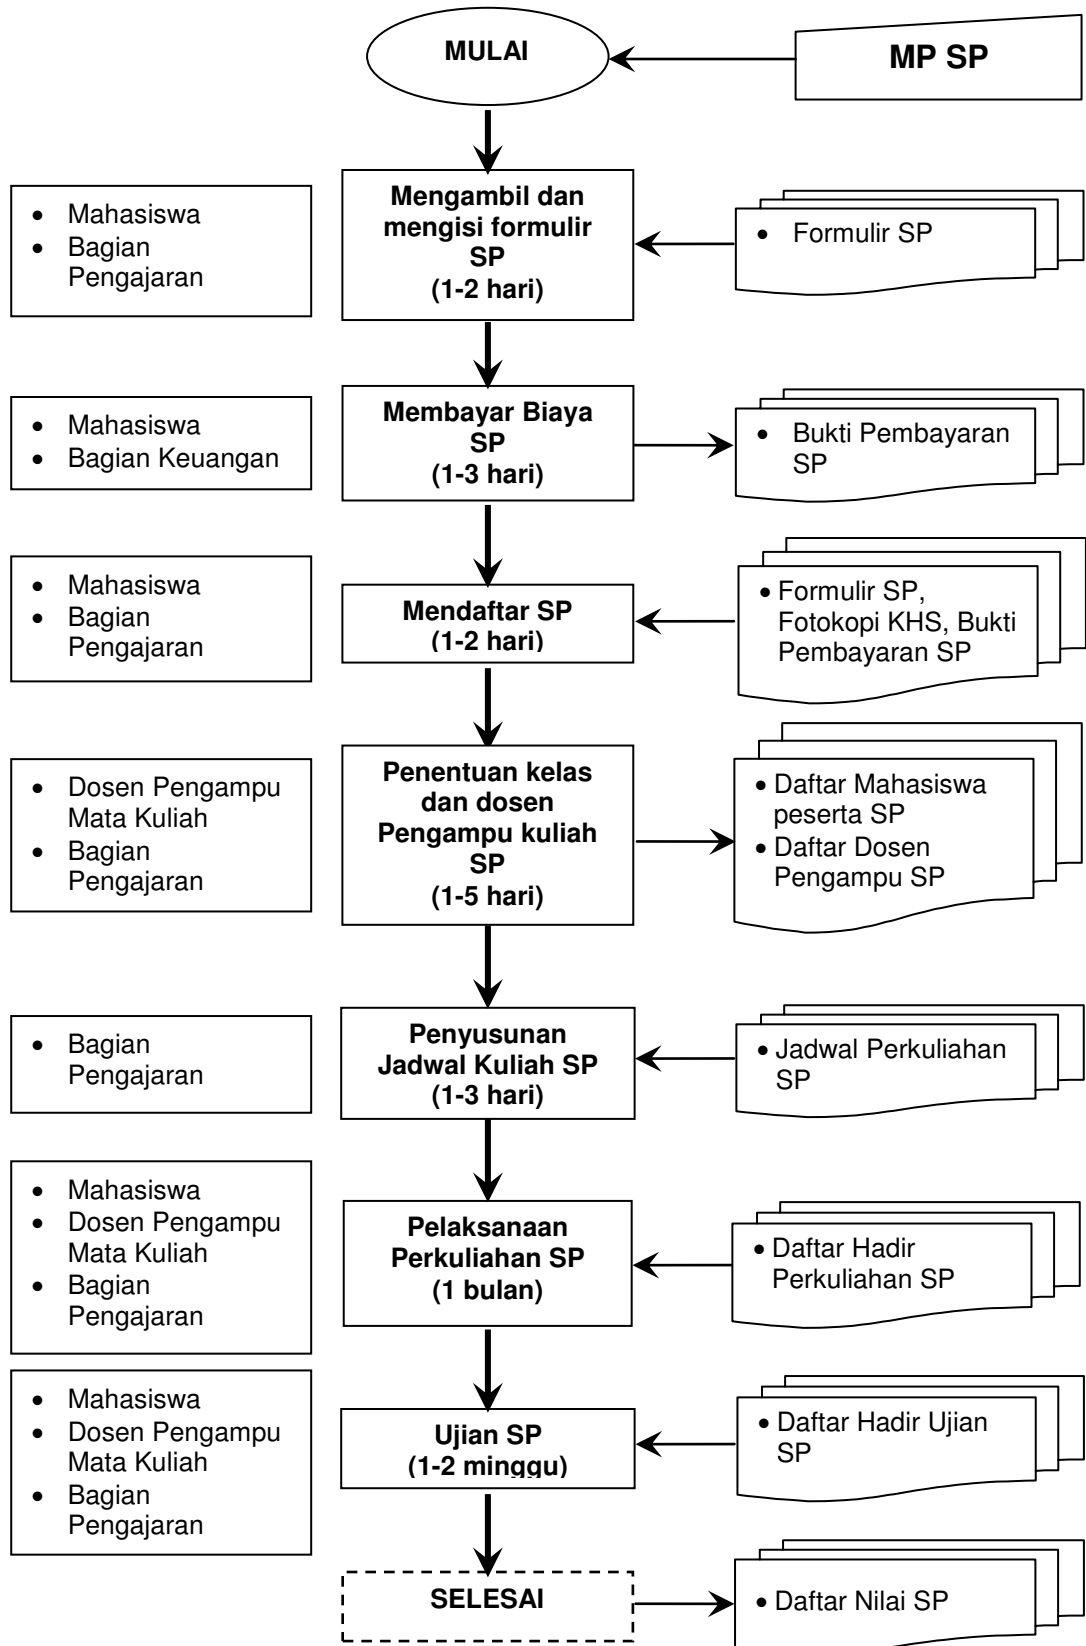 MULAI
MP SP
• Mahasiswa
• Bagian
Pengajaran
Mengambil dan
mengisi formulir
SP
(1-2 hari)
• Formulir SP
• Mahasiswa
• Bagian Keuangan
Membayar Biaya
SP
(1-3 hari)
• Bukti Pembayaran
SP
• Mahasiswa
• Bagian
Pengajaran
Mendaftar SP
(1-2 hari)
• Formulir SP,
Fotokopi KHS, Bukti
Pembayaran SP
• Dosen Pengampu
Mata Kuliah
• Bagian
Pengajaran
Penentuan kelas
dan dosen
Pengampu kuliah
SP
(1-5 hari)
• Daftar Mahasiswa
peserta SP
• Daftar Dosen
Pengampu SP
• Bagian
Pengajaran
Penyusunan
Jadwal Kuliah SP
(1-3 hari)
• Jadwal Perkuliahan
SP
• Mahasiswa
• Dosen Pengampu
Mata Kuliah
• Bagian
Pengajaran
Pelaksanaan
Perkuliahan SP
(1 bulan)
• Daftar Hadir
Perkuliahan SP
• Mahasiswa
• Dosen Pengampu
Mata Kuliah
• Bagian
Pengajaran
Ujian SP
(1-2 minggu)
• Daftar Hadir Ujian
SP
SELESAI
• Daftar Nilai SP